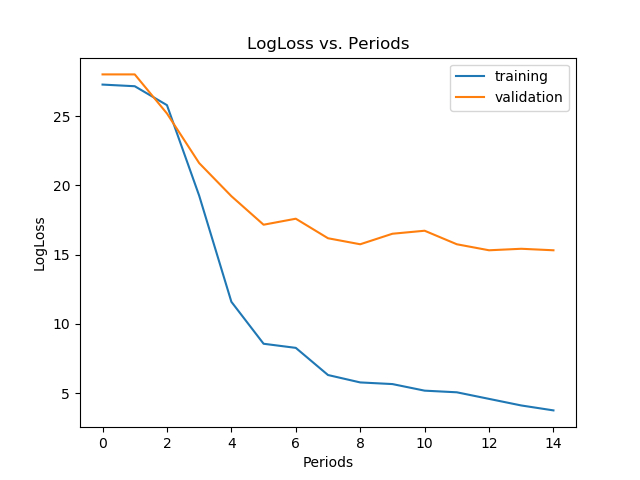 LogLoss vs. Periods
training
validation
LogLoss
25
20
15
10
5
0 2 4 6 8 10 12 14
Periods